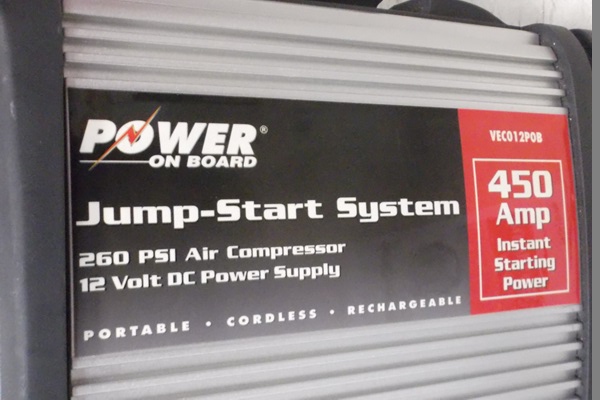 POWER®
ON BOARD
Jump-Start System
260 PSI Air Compressor
12 Volt DC Power Supply
PORTABLE • CORDLESS • RECHARGEABLE
VEC012POB
450
Amp
Instant
Starting
Power